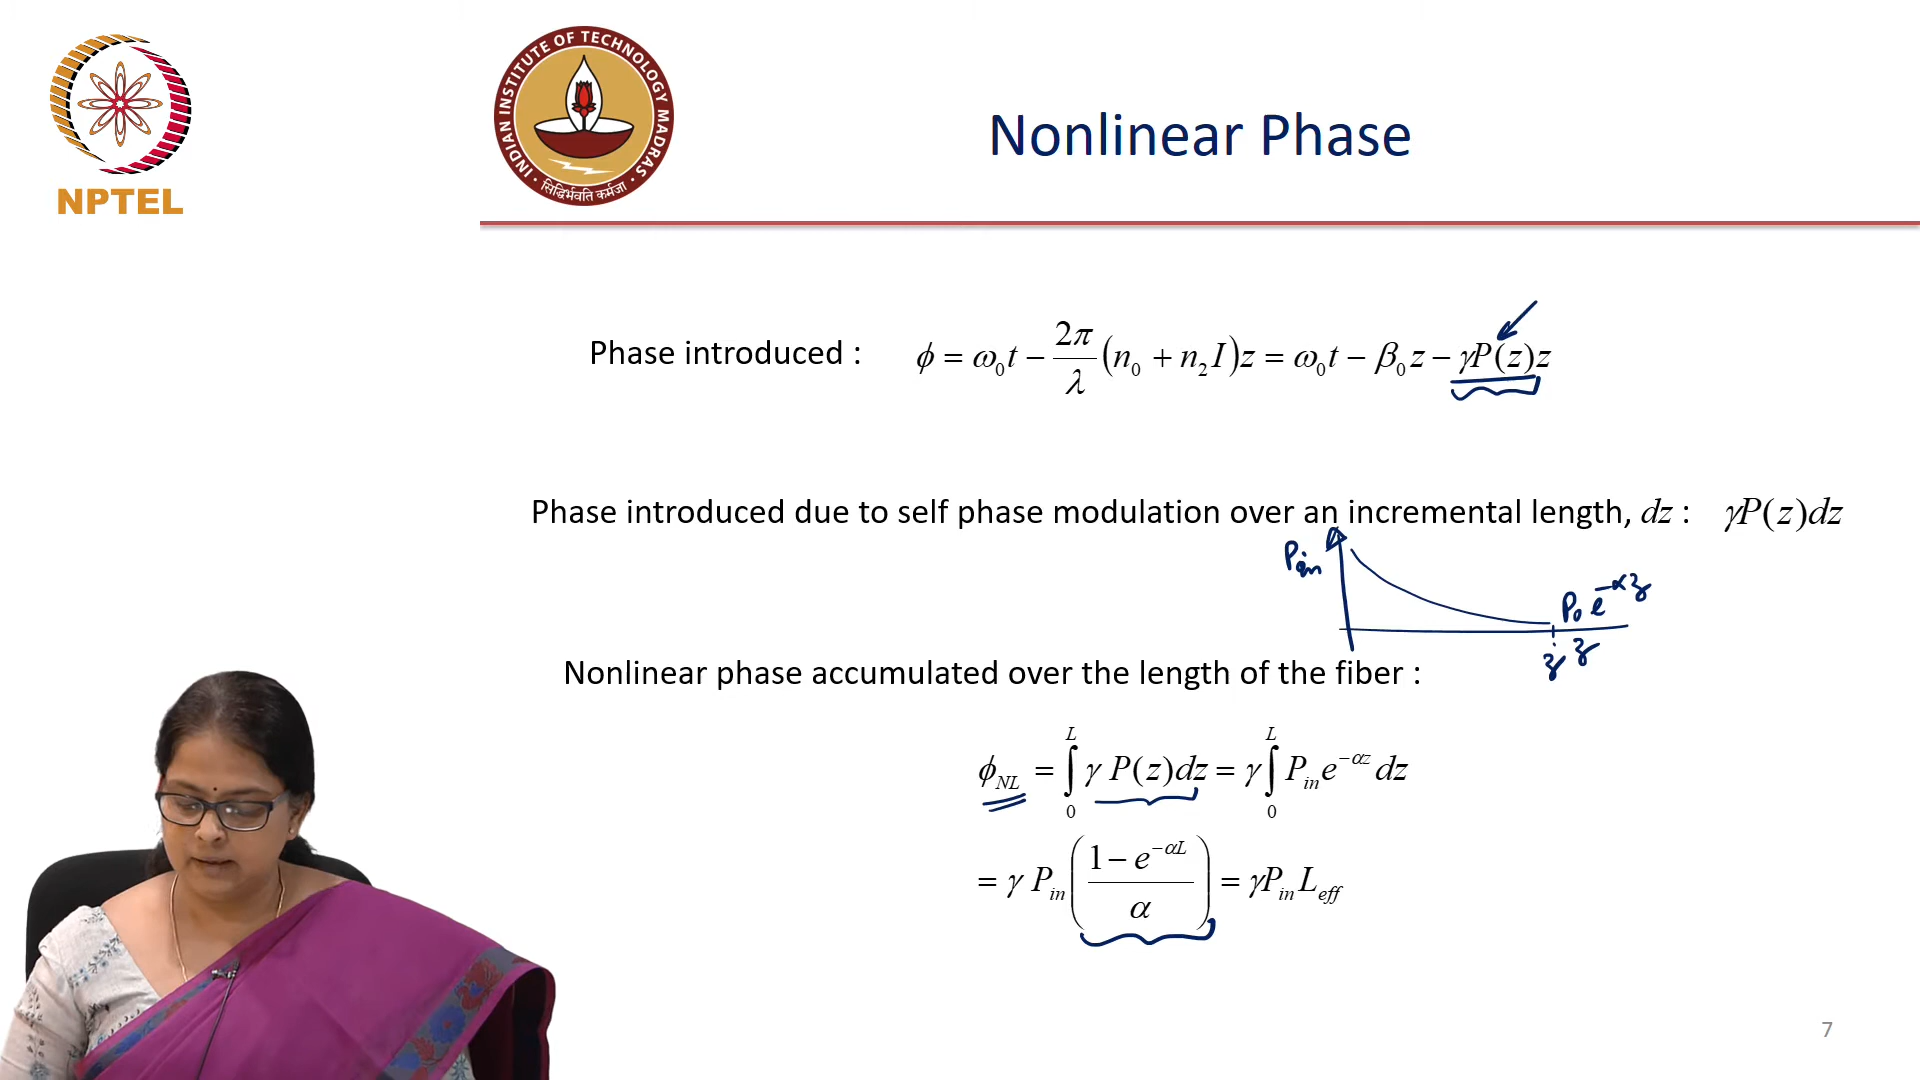 NPTEL
INDIAN INSTITUTE OF TECHNOLOGY MADRAS
सिद्धिर्भवति कर्मजा
Nonlinear Phase
Phase introduced : ϕ = ω₀t − 2π/λ (n₀ + n₂I)z = ω₀t − β₀z − γP(z)z
Phase introduced due to self phase modulation over an incremental length, dz : γP(z)dz
Pin
P₀ e^−αz
z z
Nonlinear phase accumulated over the length of the fiber :
ϕ_NL = ∫₀^L γ P(z)dz = γ ∫₀^L P_in e^−αz dz
= γ P_in ( (1 − e^−αL) / α ) = γP_in L_eff
7